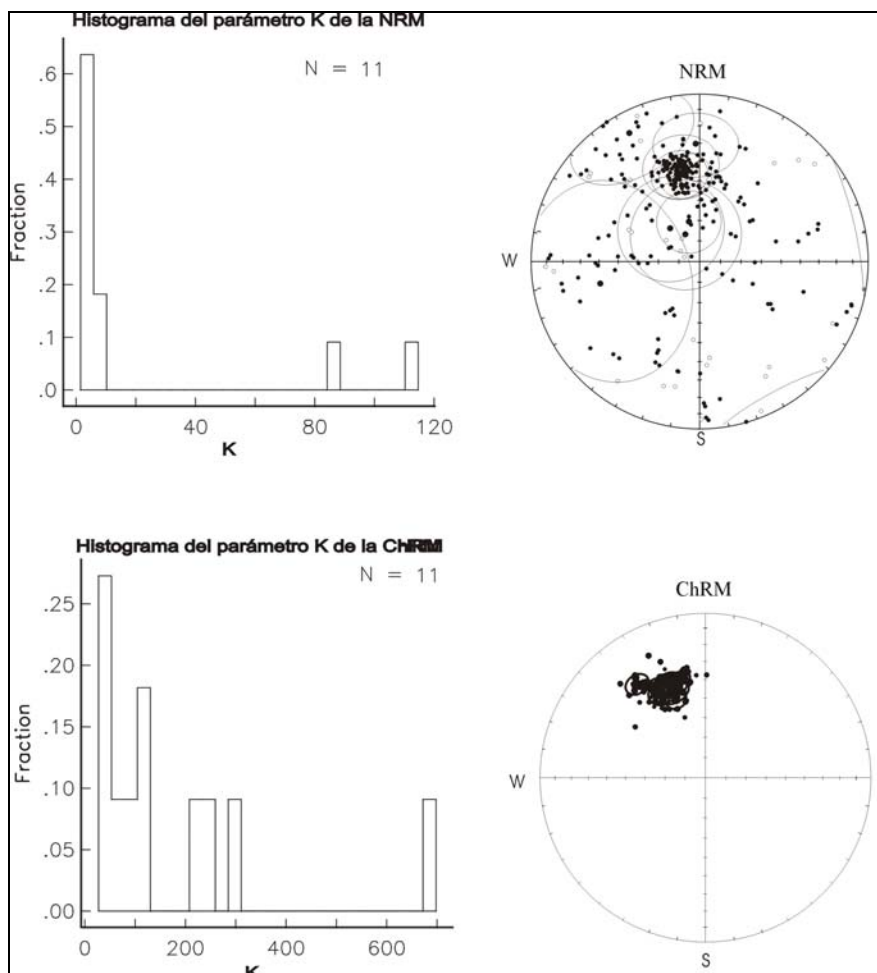 Histograma del parámetro K de la NRM
N = 11
.6
.5
.4
.3
.2
.1
.0
Fraction
0 40 80 120
K
NRM
W
S
Histograma del parámetro K de la ChRM
N = 11
.25
.20
.15
.10
.05
.00
Fraction
0 200 400 600
K
ChRM
W
S